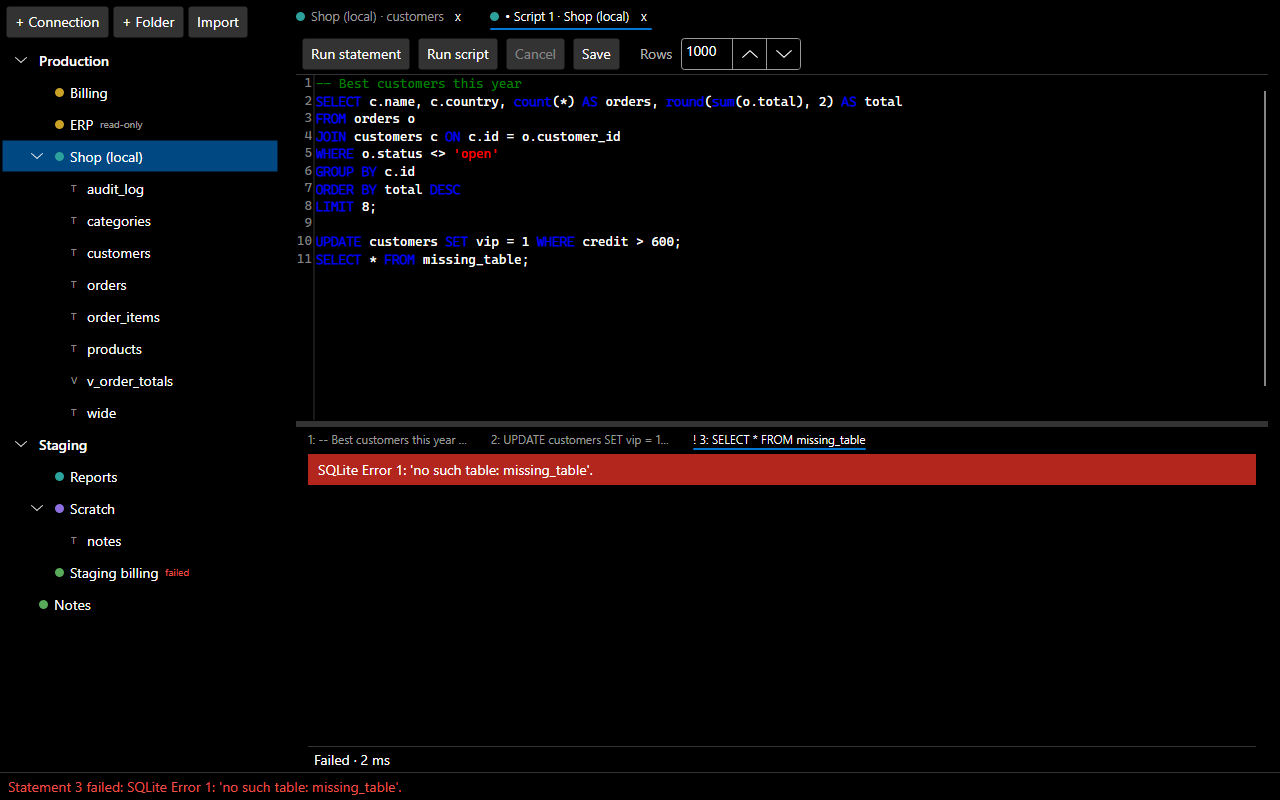 + Connection
+ Folder
Import
Production
Billing
ERP read-only
Shop (local)
T audit_log
T categories
T customers
T orders
T order_items
T products
V v_order_totals
T wide
Staging
Reports
Scratch
T notes
Staging billing failed
Notes
Shop (local) · customers x
• Script 1 · Shop (local) x
Run statement
Run script
Cancel
Save
Rows 1000
1 -- Best customers this year
2 SELECT c.name, c.country, count(*) AS orders, round(sum(o.total), 2) AS total
3 FROM orders o
4 JOIN customers c ON c.id = o.customer_id
5 WHERE o.status <> 'open'
6 GROUP BY c.id
7 ORDER BY total DESC
8 LIMIT 8;
9
10 UPDATE customers SET vip = 1 WHERE credit > 600;
11 SELECT * FROM missing_table;
1: -- Best customers this year ...
2: UPDATE customers SET vip = 1...
! 3: SELECT * FROM missing_table
SQLite Error 1: 'no such table: missing_table'.
Failed · 2 ms
Statement 3 failed: SQLite Error 1: 'no such table: missing_table'.